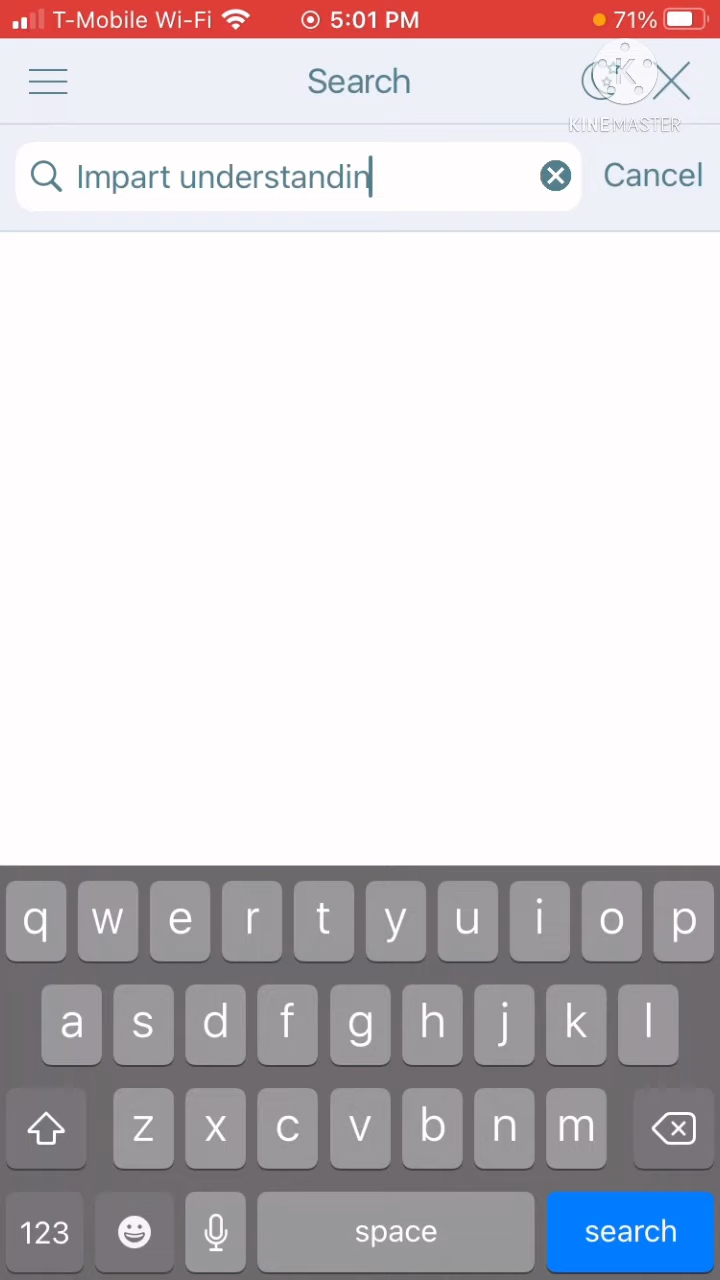 T-Mobile Wi-Fi 5:01 PM 71%
Search
K
KINEMASTER
Impart understandin Cancel
q w e r t y u i o p
a s d f g h j k l
z x c v b n m
123 space search